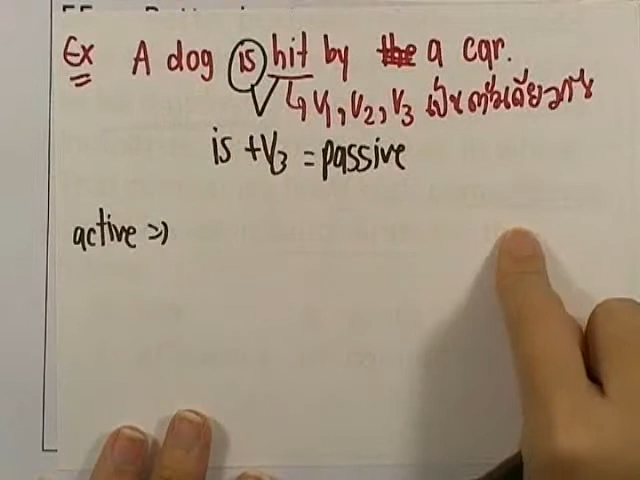 Ex A dog is hit by the a car.
↳ V1, V2, V3 เป็นตัวเดียวกัน
is + V3 = passive
active =>